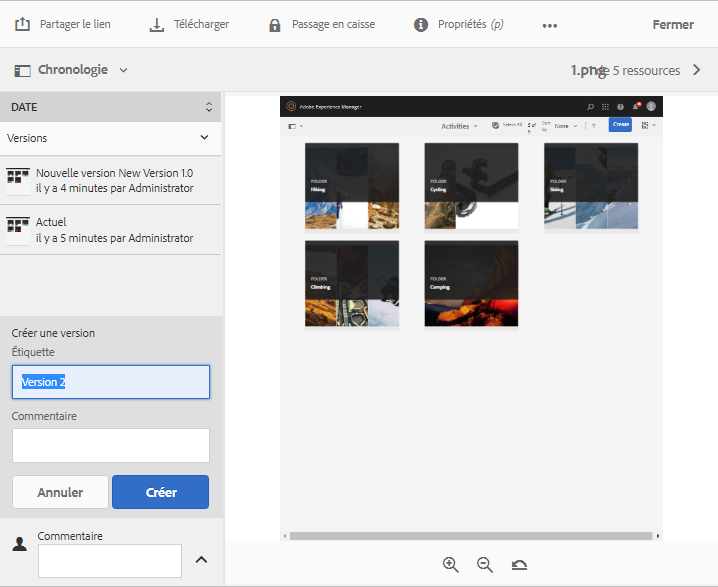 Partager le lien
Télécharger
Passage en caisse
Propriétés (p)
•••
Fermer
Chronologie
1.png
de 5 ressources
DATE
Versions
Nouvelle version New Version 1.0
il y a 4 minutes par Administrator
Actuel
il y a 5 minutes par Administrator
Créer une version
Étiquette
Version 2
Commentaire
Annuler
Créer
Commentaire
Adobe Experience Manager
Activities
Select All
Sort by
None
Create
FOLDER
Hiking
FOLDER
Cycling
FOLDER
Skiing
FOLDER
Climbing
FOLDER
Camping